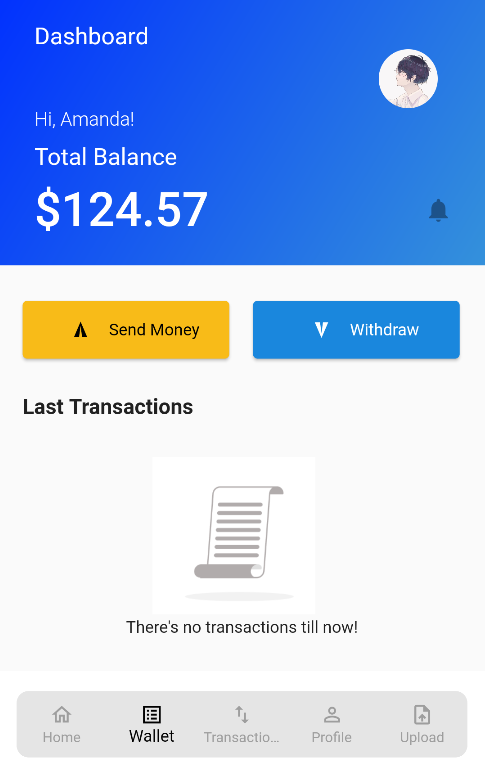 Dashboard
Hi, Amanda!
Total Balance
$124.57
Send Money
Withdraw
Last Transactions
There's no transactions till now!
Home
Wallet
Transactio...
Profile
Upload